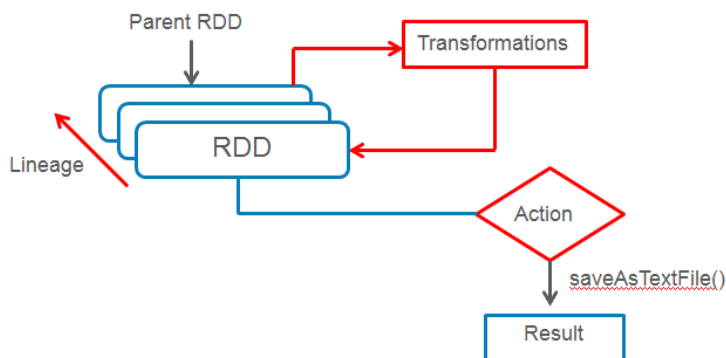 Parent RDD
Transformations
RDD
Lineage
Action
saveAsTextFile()
Result